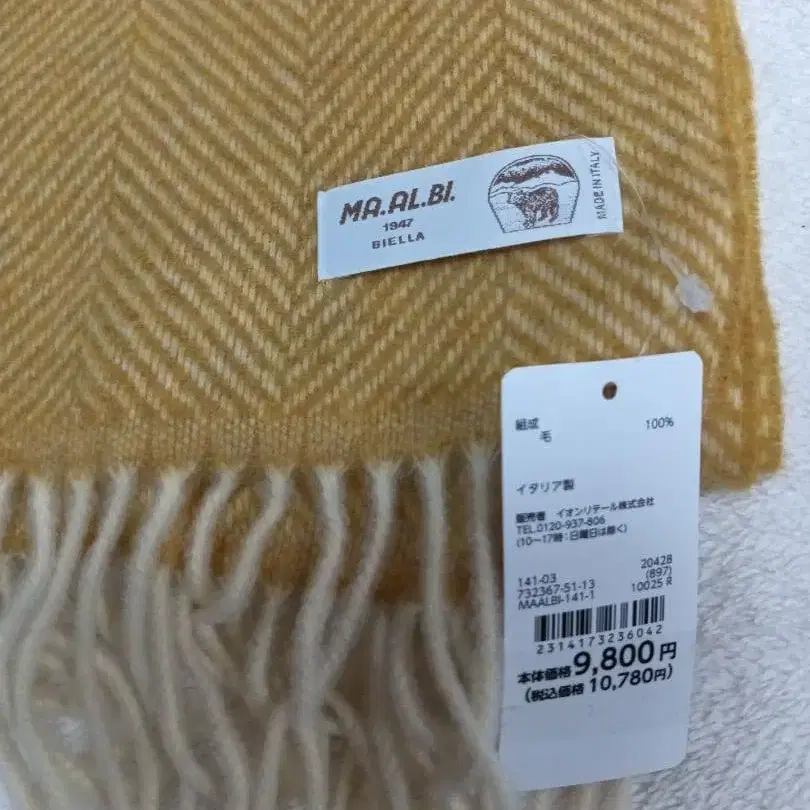 MA.AL.BI.
1947
BIELLA
MADE IN ITALY
組成
毛 100%
イタリア製
販売者 イオンリテール株式会社
TEL.0120-937-806
(10〜17時:日曜日は除く)
20428
141-03 (897)
732367-51-13 10025 R
MAALBI-141-1
2314173236042
本体価格 9,800円
(税込価格 10,780円)